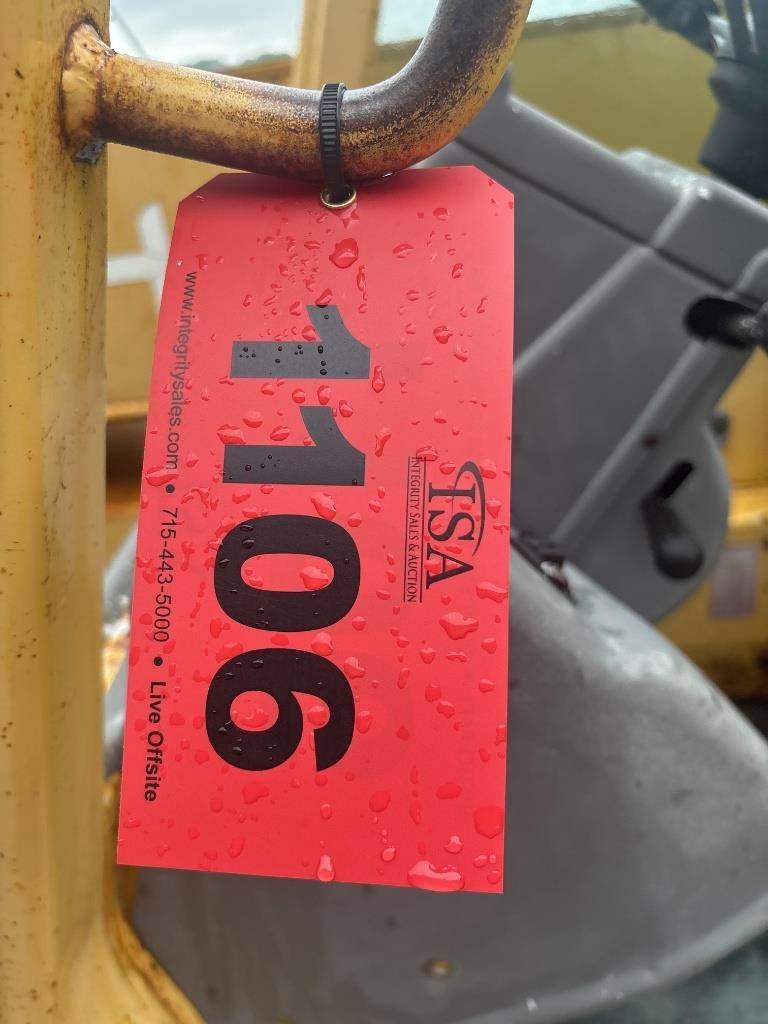 ISA
INTEGRITY SALES & AUCTION
1106
www.integritysales.com • 715-443-5000 • Live Offsite